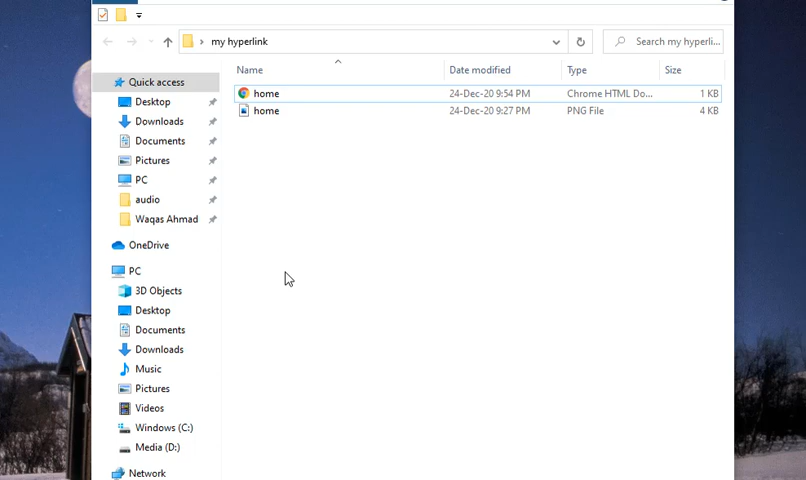 my hyperlink
Search my hyperli...
Name Date modified Type Size
home 24-Dec-20 9:54 PM Chrome HTML Do... 1 KB
home 24-Dec-20 9:27 PM PNG File 4 KB
Quick access
Desktop
Downloads
Documents
Pictures
PC
audio
Waqas Ahmad
OneDrive
PC
3D Objects
Desktop
Documents
Downloads
Music
Pictures
Videos
Windows (C:)
Media (D:)
Network